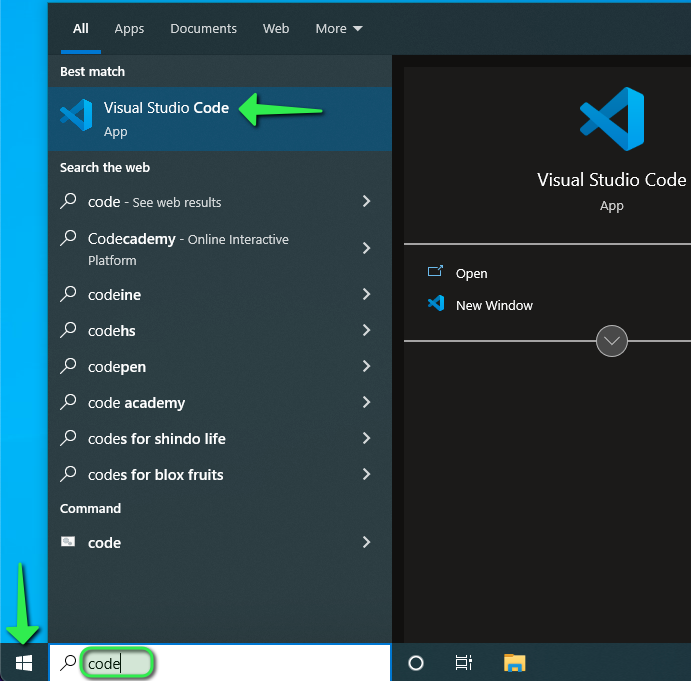 All Apps Documents Web More
Best match
Visual Studio Code
App
Search the web
code - See web results
Codecademy - Online Interactive
Platform
codeine
codehs
codepen
code academy
codes for shindo life
codes for blox fruits
Command
code
code
Visual Studio Code
App
Open
New Window